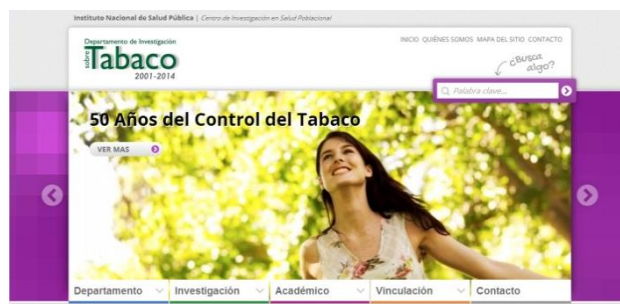 Instituto Nacional de Salud Pública | Centro de Investigación en Salud Poblacional
INICIO QUIÉNES SOMOS MAPA DEL SITIO CONTACTO
Departamento de Investigación
sobre Tabaco
2001-2014
¿Busca algo?
Palabra clave...
50 Años del Control del Tabaco
VER MAS
Departamento Investigación Académico Vinculación Contacto